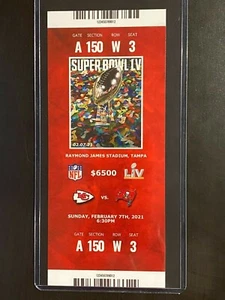 GATE SECTION ROW SEAT
A 150 W 3
SUPER BOWL LV
02.07.21
RAYMOND JAMES STADIUM, TAMPA
NFL $6500 LV
VS.
SUNDAY, FEBRUARY 7TH, 2021
6:30PM
GATE SECTION ROW SEAT
A 150 W 3